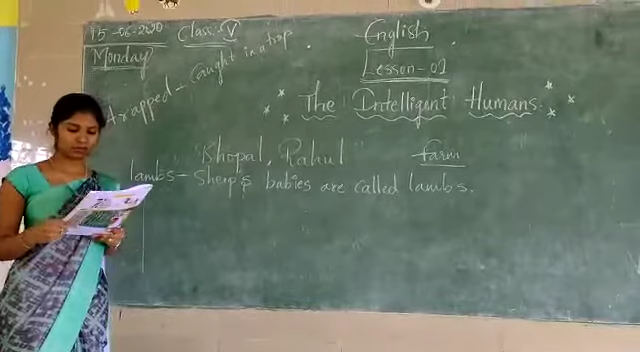 15-06-2020 Class: V English
Monday
Lesson - 01
Trapped - Caught in a trap.
The Intelligent Humans
Bhopal, Rahul farm
lambs - Sheep's babies are called lambs.